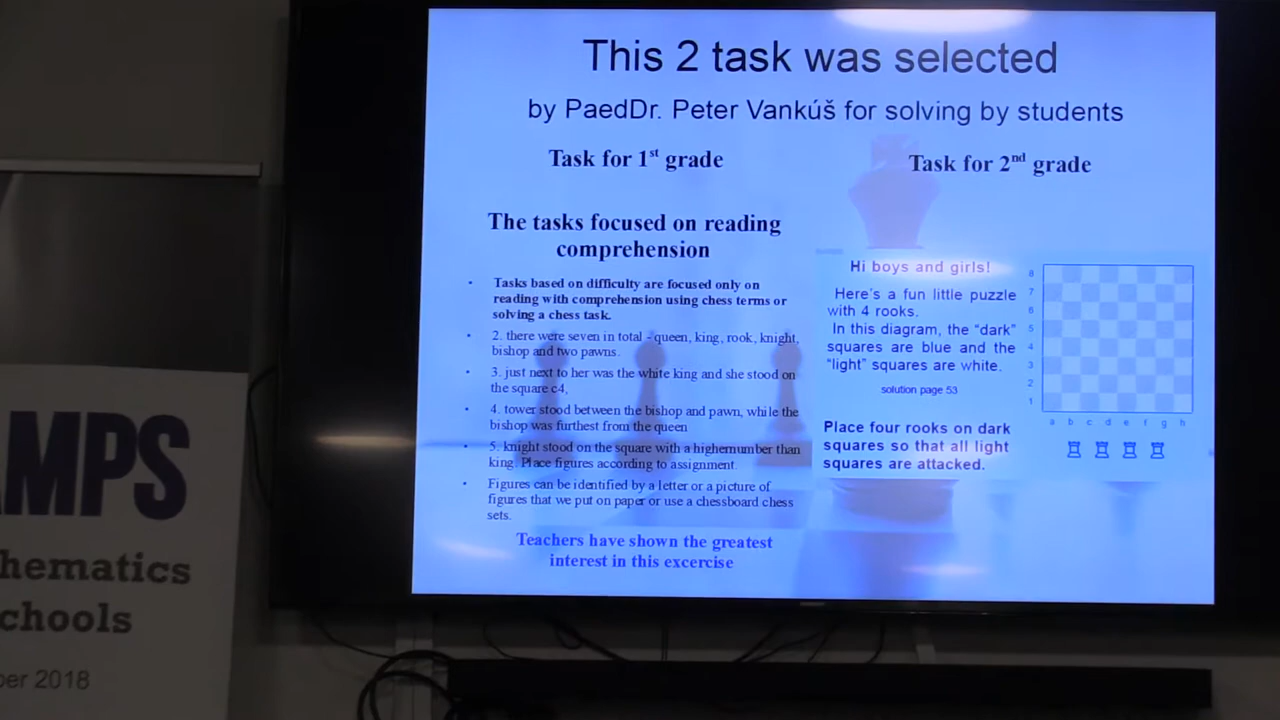 This 2 task was selected
by PaedDr. Peter Vankúš for solving by students
Task for 1st grade
The tasks focused on reading
comprehension
• Tasks based on difficulty are focused only on
reading with comprehension using chess terms or
solving a chess task.
• 2. there were seven in total - queen, king, rook, knight,
bishop and two pawns.
• 3. just next to her was the white king and she stood on
the square c4,
• 4. tower stood between the bishop and pawn, while the
bishop was furthest from the queen
• 5. knight stood on the square with a highernumber than
king. Place figures according to assignment.
• Figures can be identified by a letter or a picture of
figures that we put on paper or use a chessboard chess
sets.
Teachers have shown the greatest
interest in this excercise
Task for 2nd grade
Hi boys and girls!
Here's a fun little puzzle
with 4 rooks.
In this diagram, the "dark"
squares are blue and the
"light" squares are white.
solution page 53
Place four rooks on dark
squares so that all light
squares are attacked.
8
7
6
5
4
3
2
1
a b c d e f g h
AMPS
hematics
chools
ber 2018